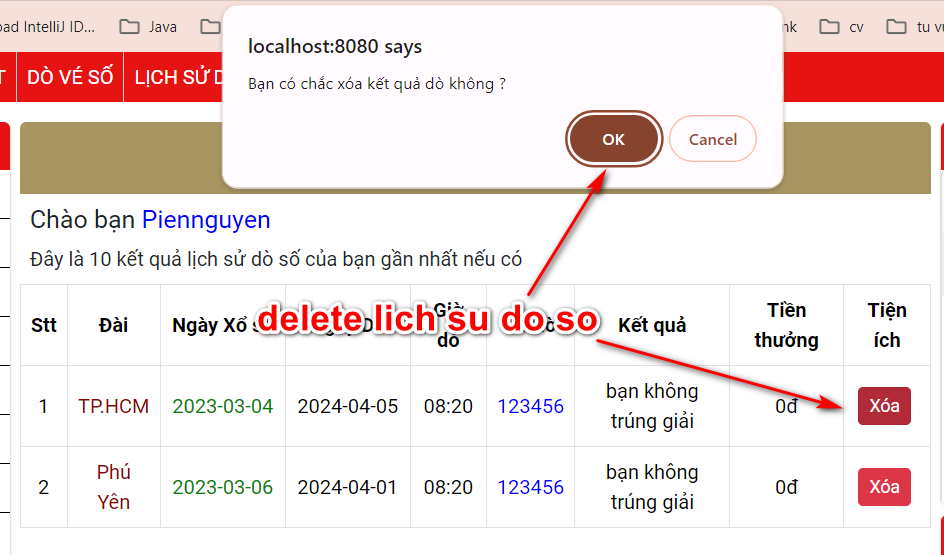 oad IntelliJ ID...
Java
nk
cv
tu vự
localhost:8080 says
Bạn có chắc xóa kết quả dò không ?
OK
Cancel
T
DÒ VÉ SỐ
LỊCH SỬ D
Chào bạn Piennguyen
Đây là 10 kết quả lịch sử dò số của bạn gần nhất nếu có
delete lich su do so
Stt
Đài
Ngày Xổ s
Giờ dò
Kết quả
Tiền thưởng
Tiện ích
1
TP.HCM
2023-03-04
2024-04-05
08:20
123456
bạn không trúng giải
0đ
Xóa
2
Phú Yên
2023-03-06
2024-04-01
08:20
123456
bạn không trúng giải
0đ
Xóa